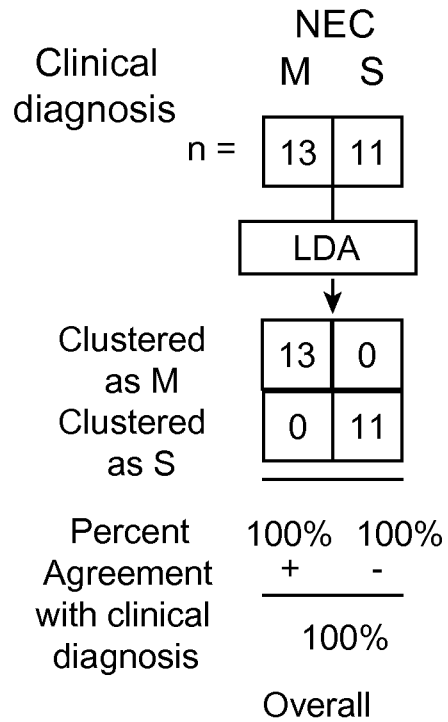 NEC
Clinical diagnosis
M S
n = 13 11
LDA
Clustered as M
13 0
Clustered as S
0 11
Percent Agreement with clinical diagnosis
100% 100%
+ -
100%
Overall